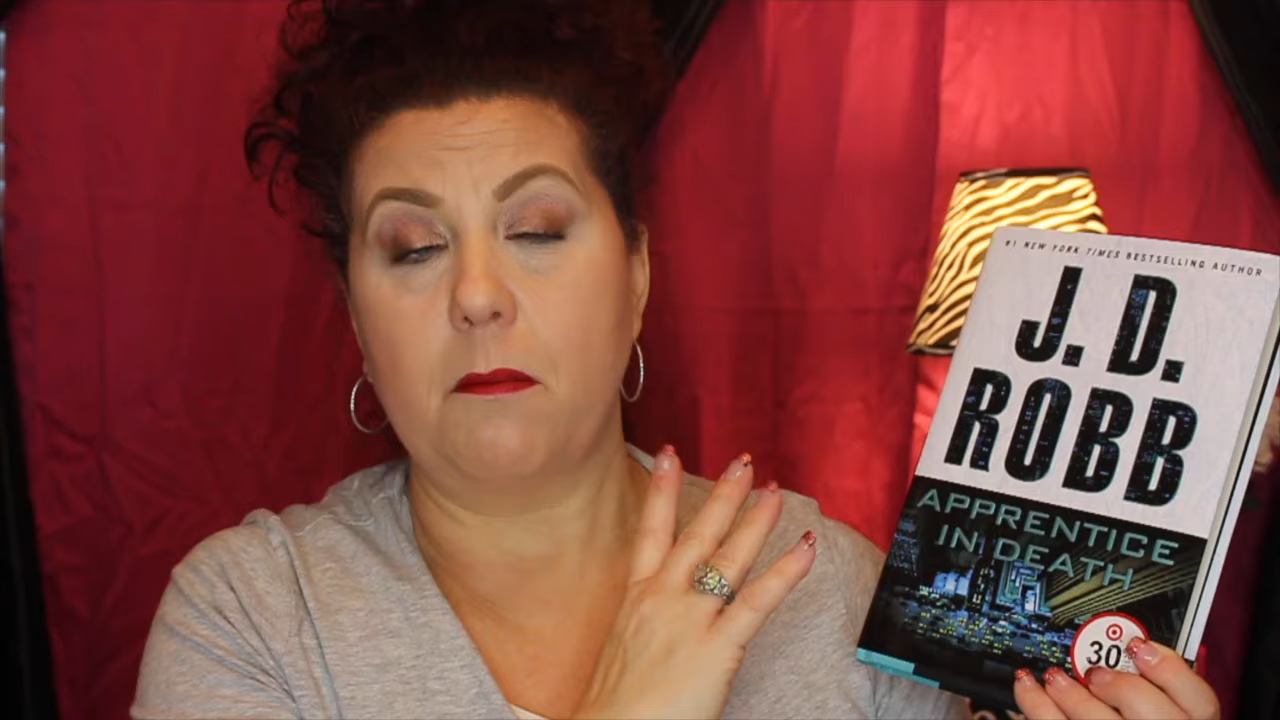 #1 NEW YORK TIMES BESTSELLING AUTHOR
J. D.
ROBB
APPRENTICE
IN DEATH
30%